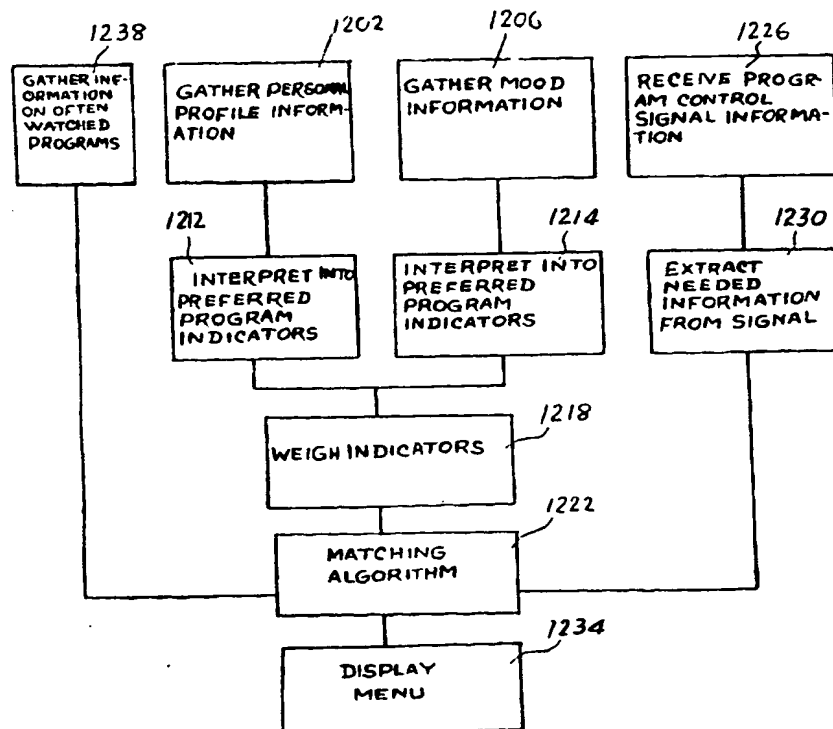 1238
1202
1206
1226
GATHER INF-
ORMATION
ON OFTEN
WATCHED
PROGRAMS
GATHER PERSONAL
PROFILE INFORM-
ATION
GATHER MOOD
INFORMATION
RECEIVE PROGR-
AM CONTROL
SIGNAL INFORMA-
TION
1212
1214
1230
INTERPRET INTO
PREFERRED
PROGRAM
INDICATORS
INTERPRET INTO
PREFERRED
PROGRAM
INDICATORS
EXTRACT
NEEDED
INFORMATION
FROM SIGNAL
1218
WEIGH INDICATORS
1222
MATCHING
ALGORITHM
1234
DISPLAY
MENU